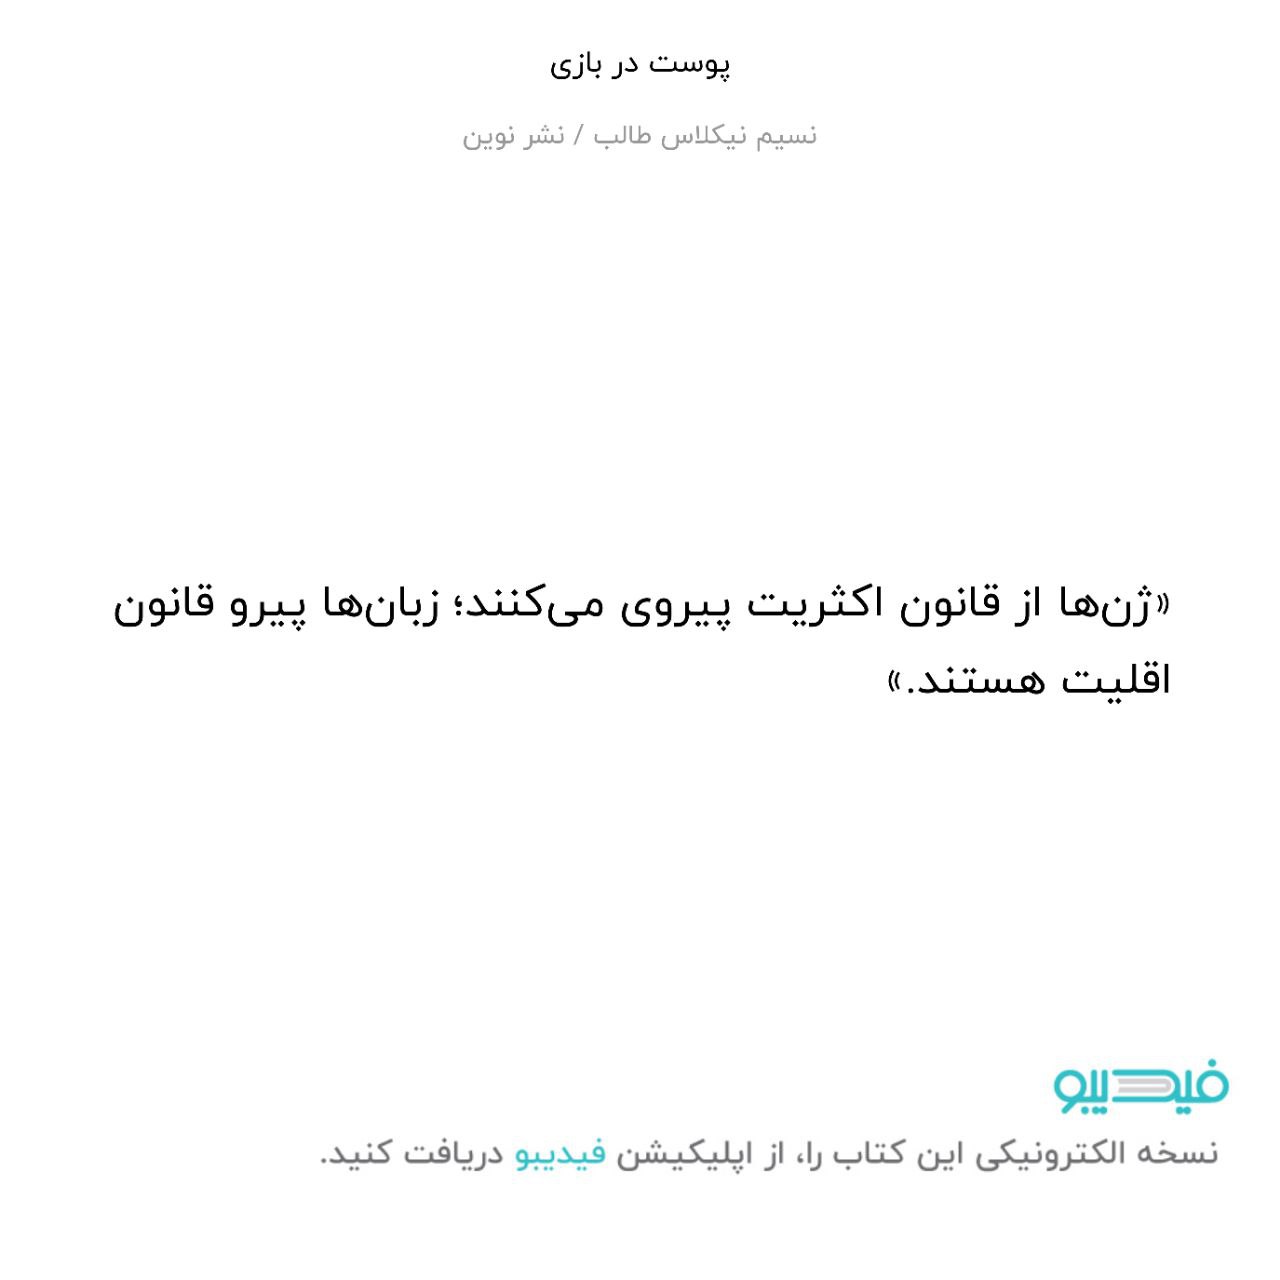 پوست در بازی
نسیم نیکلاس طالب / نشر نوین
«ژن‌ها از قانون اکثریت پیروی می‌کنند؛ زبان‌ها پیرو قانون
اقلیت هستند.»
فیدیبو
نسخه الکترونیکی این کتاب را، از اپلیکیشن فیدیبو دریافت کنید.